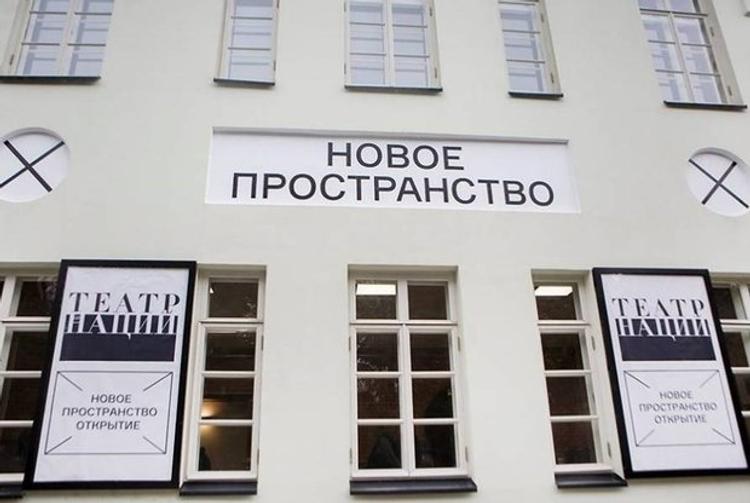 НОВОЕ
ПРОСТРАНСТВО
ТЕАТР
НАЦИЙ
НОВОЕ
ПРОСТРАНСТВО
ОТКРЫТИЕ
ТЕАТР
НАЦИЙ
НОВОЕ
ПРОСТРАНСТВО
ОТКРЫТИЕ